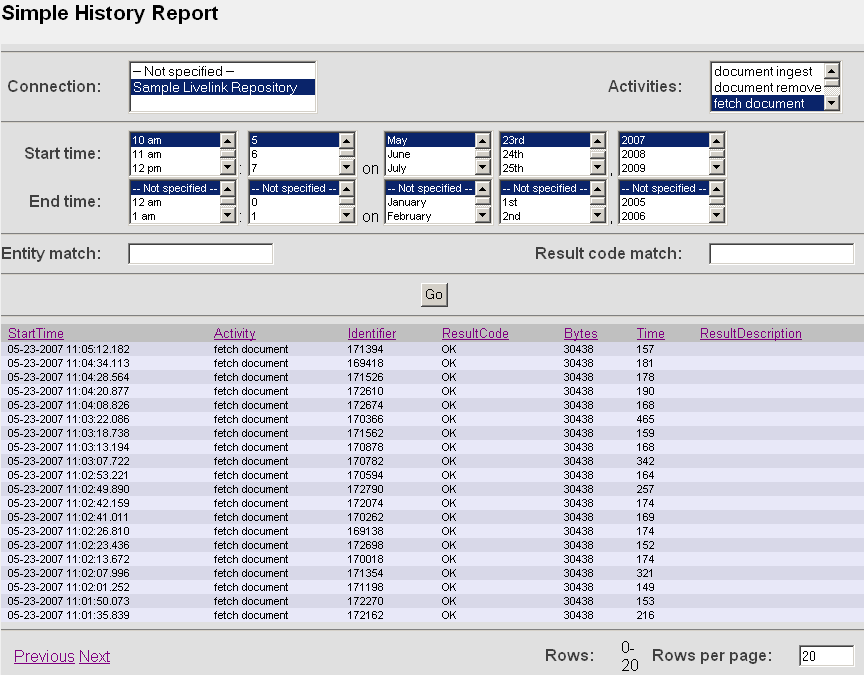 Simple History Report
-- Not specified --
Connection: Sample Livelink Repository Activities: document ingest
document remove
fetch document
Start time: 10 am 5 May 23rd 2007
11 am 6 June 24th 2008
12 pm : 7 on July 25th , 2009
End time: -- Not specified -- -- Not specified -- -- Not specified -- -- Not specified -- -- Not specified --
12 am 0 January 1st 2005
1 am : 1 on February 2nd , 2006
Entity match: Result code match:
Go
StartTime Activity Identifier ResultCode Bytes Time ResultDescription
05-23-2007 11:05:12.182 fetch document 171394 OK 30438 157
05-23-2007 11:04:34.113 fetch document 169418 OK 30438 181
05-23-2007 11:04:28.564 fetch document 171526 OK 30438 178
05-23-2007 11:04:20.877 fetch document 172610 OK 30438 190
05-23-2007 11:04:08.826 fetch document 172674 OK 30438 168
05-23-2007 11:03:22.086 fetch document 170366 OK 30438 465
05-23-2007 11:03:18.738 fetch document 171562 OK 30438 159
05-23-2007 11:03:13.194 fetch document 170878 OK 30438 168
05-23-2007 11:03:07.722 fetch document 170782 OK 30438 342
05-23-2007 11:02:53.221 fetch document 170594 OK 30438 164
05-23-2007 11:02:49.890 fetch document 172790 OK 30438 257
05-23-2007 11:02:42.159 fetch document 172074 OK 30438 174
05-23-2007 11:02:41.011 fetch document 170262 OK 30438 169
05-23-2007 11:02:26.810 fetch document 169138 OK 30438 174
05-23-2007 11:02:23.436 fetch document 172698 OK 30438 152
05-23-2007 11:02:13.672 fetch document 170018 OK 30438 174
05-23-2007 11:02:07.996 fetch document 171354 OK 30438 321
05-23-2007 11:02:01.252 fetch document 171198 OK 30438 149
05-23-2007 11:01:50.073 fetch document 172270 OK 30438 153
05-23-2007 11:01:35.839 fetch document 172162 OK 30438 216
Previous Next Rows: 0-20 Rows per page: 20